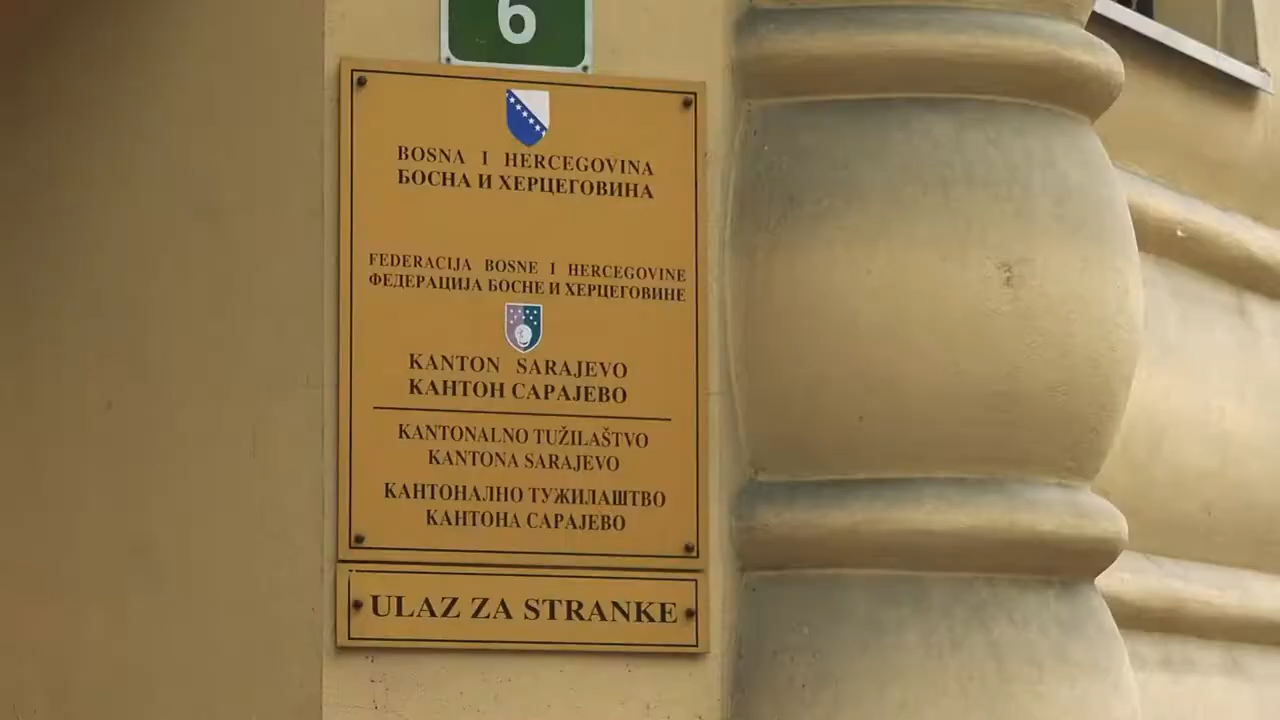 6
BOSNA I HERCEGOVINA
БОСНА И ХЕРЦЕГОВИНА
FEDERACIJA BOSNE I HERCEGOVINE
ФЕДЕРАЦИЈА БОСНЕ И ХЕРЦЕГОВИНЕ
KANTON SARAJEVO
КАНТОН САРАЈЕВО
KANTONALNO TUŽILAŠTVO
KANTONA SARAJEVO
КАНТОНАЛНО ТУЖИЛАШТВО
КАНТОНА САРАЈЕВО
ULAZ ZA STRANKE